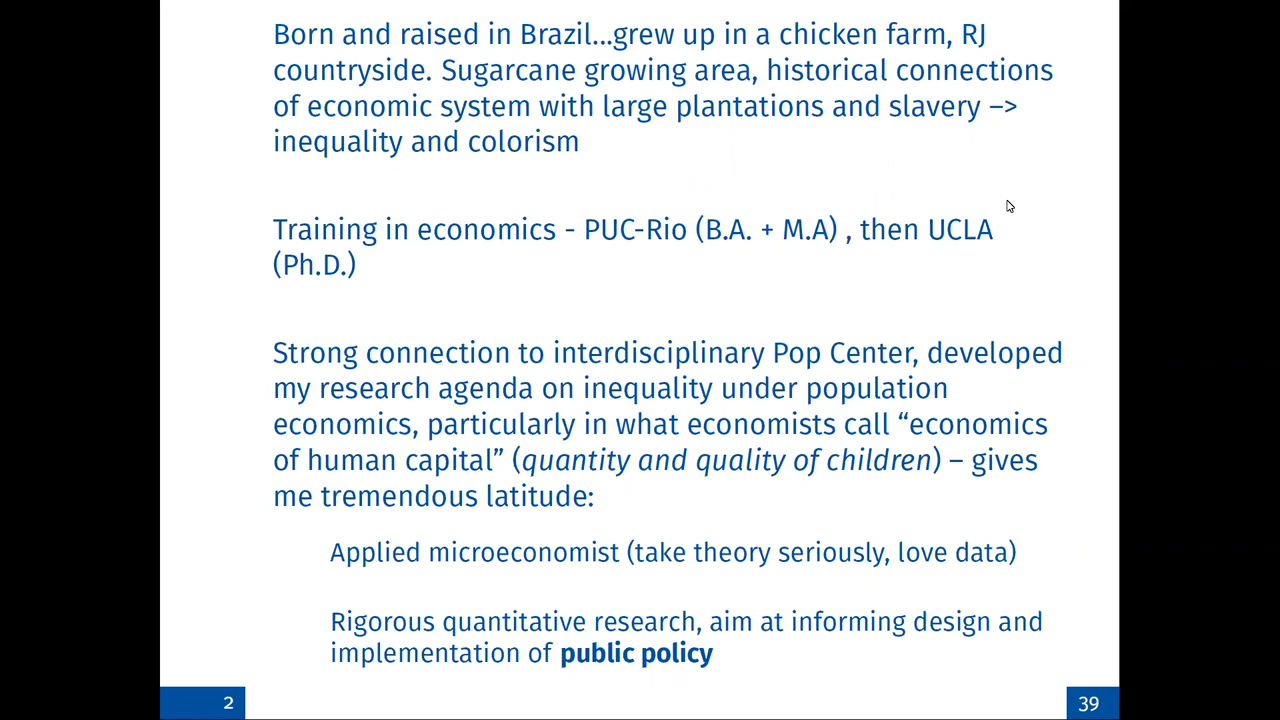 Born and raised in Brazil...grew up in a chicken farm, RJ
countryside. Sugarcane growing area, historical connections
of economic system with large plantations and slavery –>
inequality and colorism
Training in economics - PUC-Rio (B.A. + M.A) , then UCLA
(Ph.D.)
Strong connection to interdisciplinary Pop Center, developed
my research agenda on inequality under population
economics, particularly in what economists call “economics
of human capital” (quantity and quality of children) – gives
me tremendous latitude:
Applied microeconomist (take theory seriously, love data)
Rigorous quantitative research, aim at informing design and
implementation of public policy
2
39